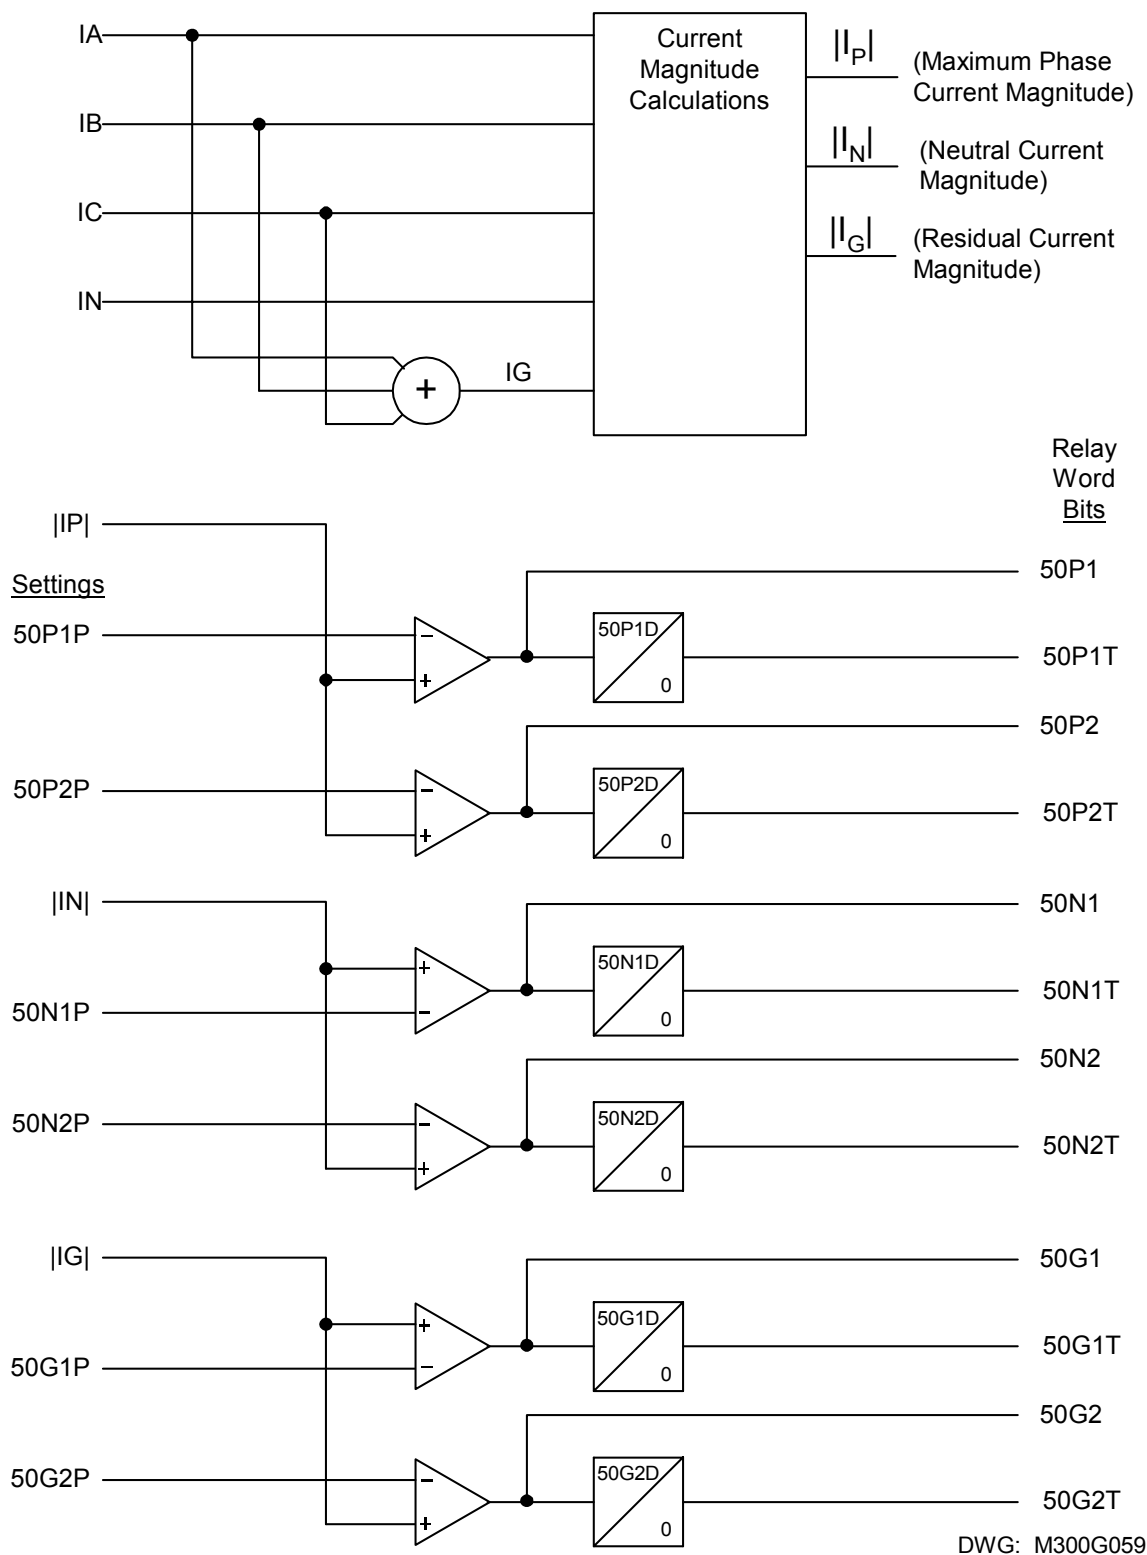 IA
Current
Magnitude
Calculations
|I_P|
(Maximum Phase
Current Magnitude)
IB
|I_N|
(Neutral Current
Magnitude)
IC
|I_G|
(Residual Current
Magnitude)
IN
+
IG
Relay
Word
Bits
|IP|
Settings
50P1
50P1P
−
+
50P1D
0
50P1T
50P2
50P2P
−
+
50P2D
0
50P2T
|IN|
50N1
+
50N1P
−
50N1D
0
50N1T
50N2
50N2P
−
+
50N2D
0
50N2T
|IG|
50G1
+
50G1P
−
50G1D
0
50G1T
50G2
50G2P
−
+
50G2D
0
50G2T
DWG: M300G059